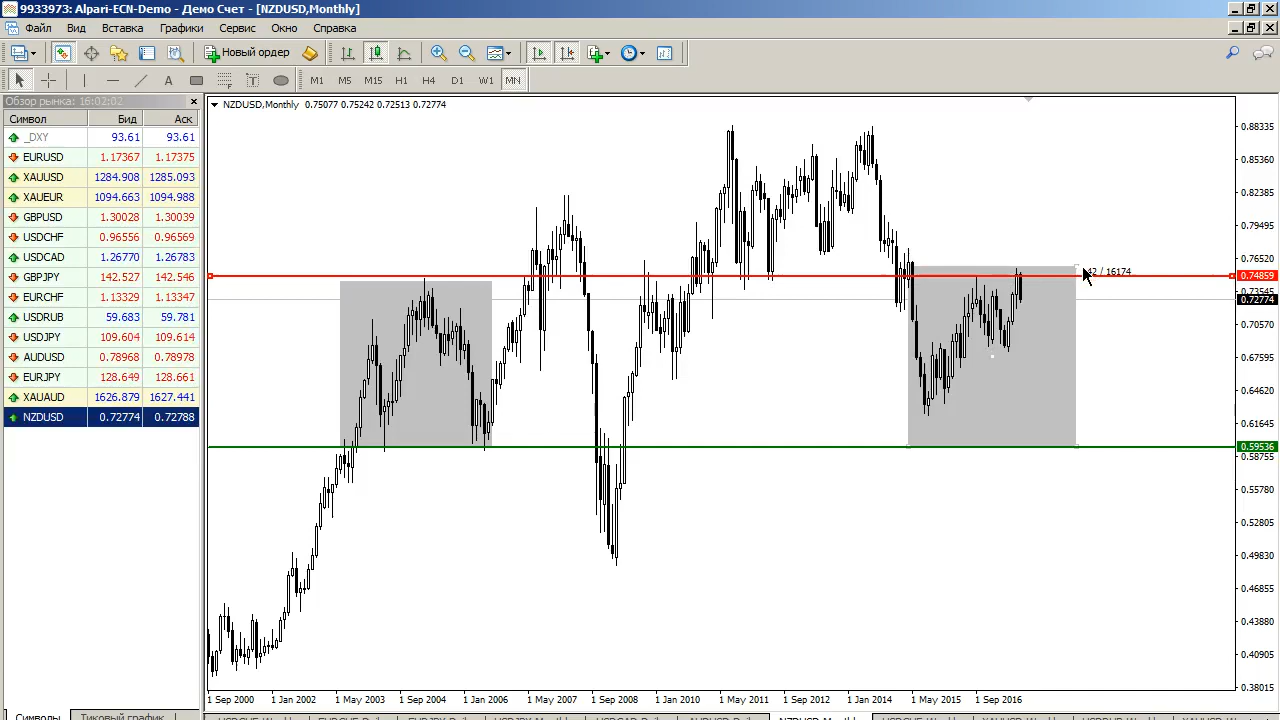 9933973: Alpari-ECN-Demo - Демо Счет - [NZDUSD,Monthly]
Файл Вид Вставка Графики Сервис Окно Справка
Новый ордер
A T M1 M5 M15 H1 H4 D1 W1 MN
Обзор рынка: 16:02:02
Символ Бид Аск
_DXY 93.61 93.61
EURUSD 1.17367 1.17375
XAUUSD 1284.908 1285.093
XAUEUR 1094.663 1094.988
GBPUSD 1.30028 1.30039
USDCHF 0.96556 0.96569
USDCAD 1.26770 1.26783
GBPJPY 142.527 142.546
EURCHF 1.13329 1.13347
USDRUB 59.683 59.781
USDJPY 109.604 109.614
AUDUSD 0.78968 0.78978
EURJPY 128.649 128.661
XAUAUD 1626.879 1627.441
NZDUSD 0.72774 0.72788
Символы Тиковый график
NZDUSD,Monthly 0.75077 0.75242 0.72513 0.72774
42 / 16174
0.88335
0.85360
0.82385
0.79495
0.76520
0.74859
0.73545
0.72774
0.70570
0.67595
0.64620
0.61645
0.59536
0.58755
0.55780
0.52805
0.49830
0.46855
0.43880
0.40905
0.38015
1 Sep 2000 1 Jan 2002 1 May 2003 1 Sep 2004 1 Jan 2006 1 May 2007 1 Sep 2008 1 Jan 2010 1 May 2011 1 Sep 2012 1 Jan 2014 1 May 2015 1 Sep 2016